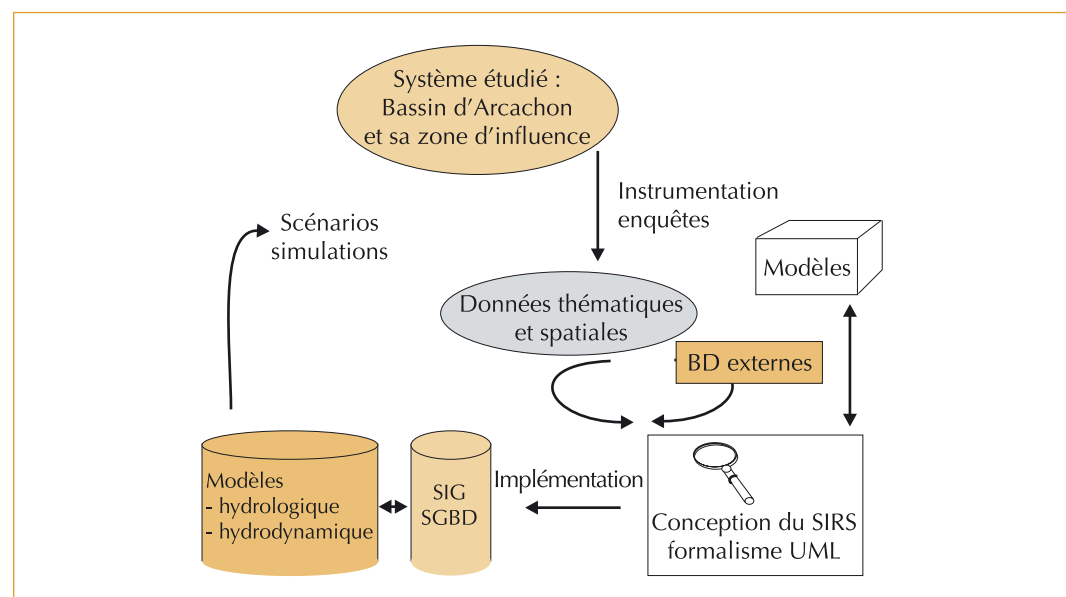 Système étudié :
Bassin d'Arcachon
et sa zone d'influence
Instrumentation
enquêtes
Scénarios
simulations
Modèles
Données thématiques
et spatiales
BD externes
Modèles
- hydrologique
- hydrodynamique
SIG
SGBD
Implémentation
Conception du SIRS
formalisme UML